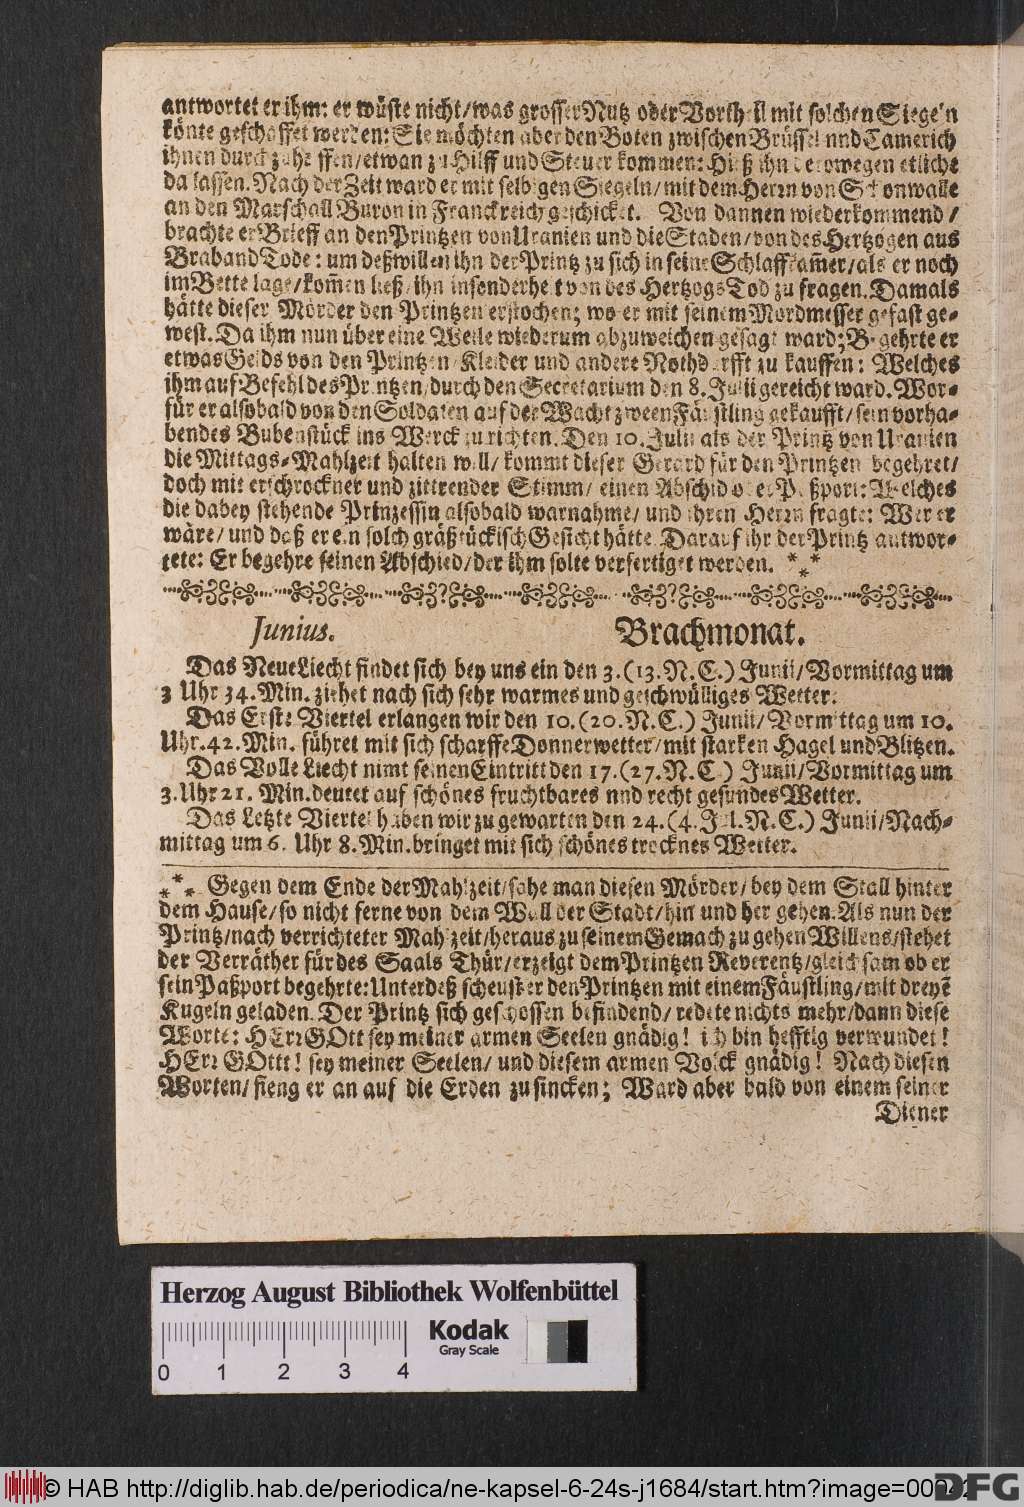 antwortet er ihm: er wüste nicht/was grosser Nutz oder Vortheil mit solchen Siegeln
könte geschaffet werden: Sie möchten aber den Boten zwischen Brüssel nnd Camerich
ihnen durch zuhelffen/etwan zu Hilff und Steuer kommen: Hieß ihn derowegen etliche
da lassen. Nach der Zeit ward er mit selbigen Siegeln/mit dem Herrn von Schonwalle
an den Marschall Buron in Franckreich geschicket. Von dannen wiederkommend/
brachte er Brieff an den Printzen von Uranien und die Staden/von des Hertzogen aus
Braband Tode: um deßwillen ihn der Printz zu sich in seine Schlaffkam̃er/als er noch
im Bette lage/kom̃en ließ/ihn insonderheit von des Hertzogs Tod zu fragen. Damals
hätte dieser Mörder den Printzen erstochen; wo er mit seinem Mordmesser gefast ge-
west. Da ihm nun über eine Weile wiederum abzuweichen gesagt ward; Begehrte er
etwas Gelds von den Printzen/Kleider und andere Nothdurfft zu kauffen: Welches
ihm auf Befehl des Printzen/durch den Secretarium den 8. Julii gereicht ward. Wor-
für er alsobald von den Soldaten auf der Wacht zween Fäustling gekaufft/sein vorha-
bendes Bubenstück ins Werck zu richten. Den 10. Julii als der Printz von Uranien
die Mittags-Mahlzeit halten will/kommt dieser Gerard für den Printzen/begehret/
doch mit erschrockner und zittrender Stimm/einen Abschid oder Paßport: Welches
die dabey stehende Prinzessin alsobald warnahme/und ihren Herrn fragte: Wer er
wäre/und daß er ein solch gräßtückisch Gesicht hätte. Darauf ihr der Printz antwor-
tete: Er begehre seinen Abschied/der ihm solte verfertiget werden. ***
Junius. Brachmonat.
Das Neue Liecht findet sich bey uns ein den 3. (13. N. C.) Junii/Vormittag um
3 Uhr 34. Min. ziehet nach sich sehr warmes und geschwülliges Wetter.
Das Erste Viertel erlangen wir den 10. (20. N. C.) Junii/Vormittag um 10.
Uhr. 42. Min. führet mit sich scharffe Donnerwetter/mit starken Hagel und Blitzen.
Das Volle Liecht nimt seinen Eintritt den 17. (27. N. C.) Junii/Vormittag um
3. Uhr 21. Min. deutet auf schönes fruchtbares nnd recht gesundes Wetter.
Das Letzte Viertel haben wir zu gewarten den 24. (4. Jul. N. C.) Junii/Nach-
mittag um 6. Uhr 8. Min. bringet mit sich schönes trocknes Wetter.
*** Gegen dem Ende der Mahlzeit/sahe man diesen Mörder/bey dem Stall hinter
dem Hause/so nicht ferne von dem Wall der Stadt/hin und her gehen. Als nun der
Printz/nach verrichteter Mahlzeit/heraus zu seinem Gemach zu gehen Willens/stehet
der Verräther für des Saals Thür/erzeigt dem Printzen Reverentz/gleichsam ob er
sein Paßport begehrte: Unterdeß scheust er den Printzen mit einem Fäustling/mit dreyẽ
Kugeln geladen. Der Printz sich geschossen befindend/redete nichts mehr/dann diese
Worte: HErr GOtt sey meiner armen Seelen gnädig! ich bin hefftig verwundet!
HErr GOttt! sey meiner Seelen/und diesem armen Volck gnädig! Nach diesen
Worten/fieng er an auf die Erden zu sincken; Ward aber bald von einem seiner
Diener
Herzog August Bibliothek Wolfenbüttel
Kodak
Gray Scale
0 1 2 3 4
© HAB http://diglib.hab.de/periodica/ne-kapsel-6-24s-j1684/start.htm?image=00042
DFG